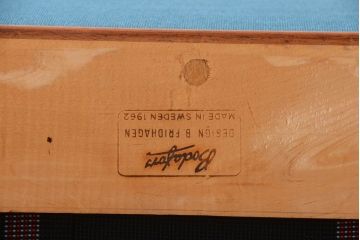 Bodafors
DESIGN B FRIDHAGEN
MADE IN SWEDEN 1962